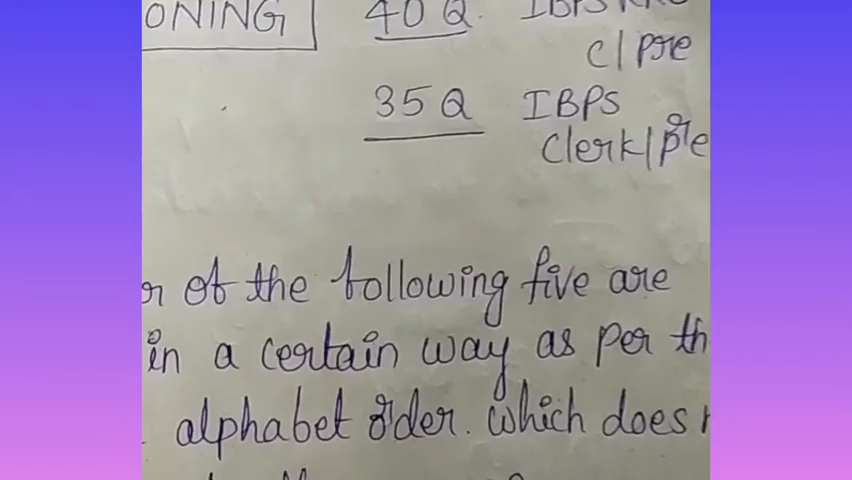 ONING 40 Q. IBPS
C/pre
35 Q IBPS
Clerk/pre
of the following five are
in a certain way as per th
alphabet order. which does